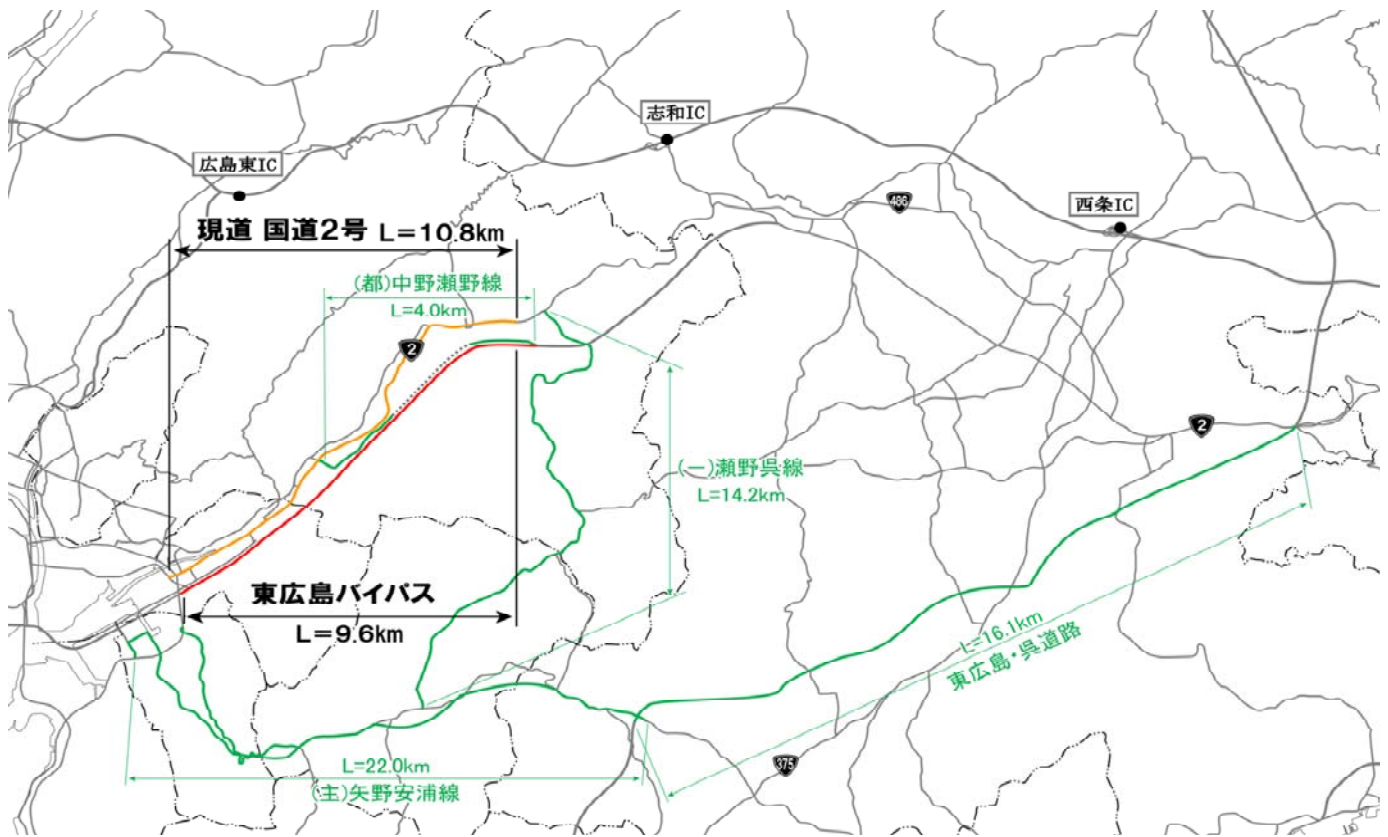 志和IC
広島東IC
486
西条IC
現道 国道2号 L=10.8km
(都)中野瀬野線
L=4.0km
2
2
(一)瀬野呉線
L=14.2km
東広島バイパス
L=9.6km
L=16.1km
東広島・呉道路
L=22.0km
(主)矢野安浦線
375